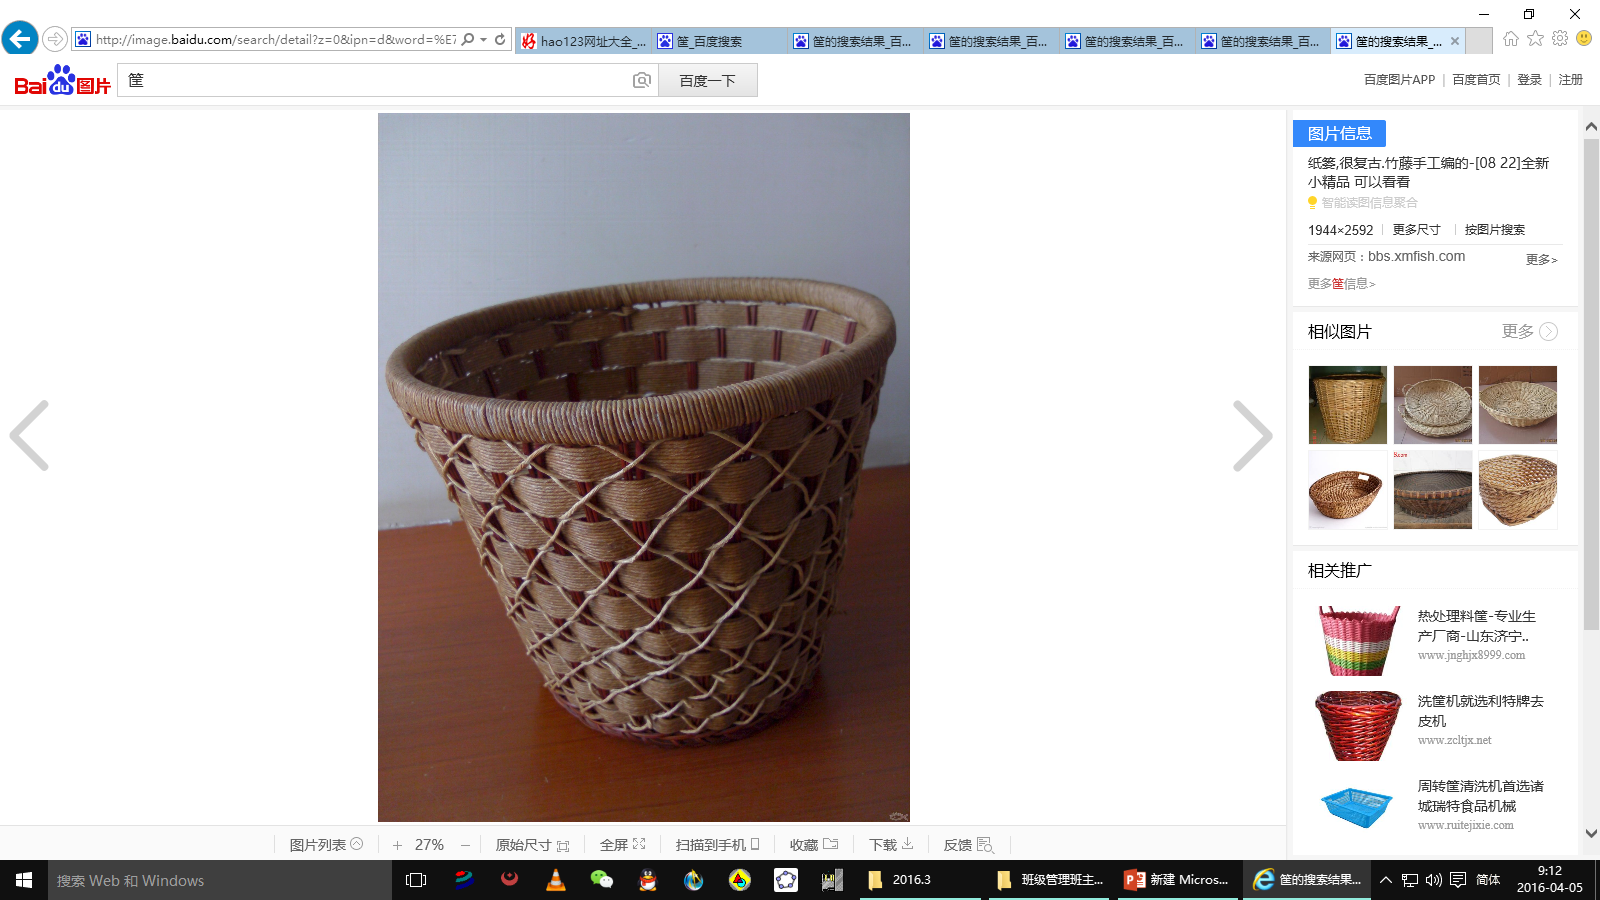 http://image.baidu.com/search/detail?z=0&ipn=d&word=%E7
hao123网址大全_...
筐_百度搜索
筐的搜索结果_百...
筐的搜索结果_百...
筐的搜索结果_百...
筐的搜索结果_百...
筐的搜索结果_...
Bai du 图片
筐
百度一下
百度图片APP | 百度首页 | 登录 | 注册
图片信息
纸篓,很复古.竹藤手工编的-[08 22]全新
小精品 可以看看
智能读图信息聚合
1944×2592 | 更多尺寸 | 按图片搜索
来源网页：bbs.xmfish.com 更多>
更多筐信息>
相似图片 更多
相关推广
热处理料筐-专业生
产厂商-山东济宁..
www.jnghjx8999.com
洗筐机就选利特牌去
皮机
www.zcltjx.net
周转筐清洗机首选诸
城瑞特食品机械
www.ruitejixie.com
图片列表 + 27% − 原始尺寸 全屏 扫描到手机 收藏 下载 反馈
搜索 Web 和 Windows
2016.3
班级管理班主...
新建 Micros...
筐的搜索结果...
简体
9:12
2016-04-05